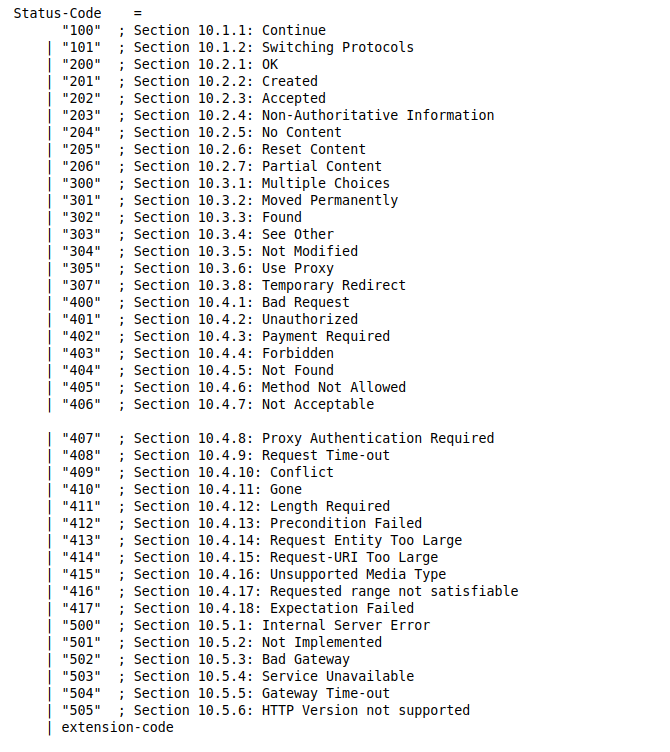 Status-Code    =
      "100"  ; Section 10.1.1: Continue
    | "101"  ; Section 10.1.2: Switching Protocols
    | "200"  ; Section 10.2.1: OK
    | "201"  ; Section 10.2.2: Created
    | "202"  ; Section 10.2.3: Accepted
    | "203"  ; Section 10.2.4: Non-Authoritative Information
    | "204"  ; Section 10.2.5: No Content
    | "205"  ; Section 10.2.6: Reset Content
    | "206"  ; Section 10.2.7: Partial Content
    | "300"  ; Section 10.3.1: Multiple Choices
    | "301"  ; Section 10.3.2: Moved Permanently
    | "302"  ; Section 10.3.3: Found
    | "303"  ; Section 10.3.4: See Other
    | "304"  ; Section 10.3.5: Not Modified
    | "305"  ; Section 10.3.6: Use Proxy
    | "307"  ; Section 10.3.8: Temporary Redirect
    | "400"  ; Section 10.4.1: Bad Request
    | "401"  ; Section 10.4.2: Unauthorized
    | "402"  ; Section 10.4.3: Payment Required
    | "403"  ; Section 10.4.4: Forbidden
    | "404"  ; Section 10.4.5: Not Found
    | "405"  ; Section 10.4.6: Method Not Allowed
    | "406"  ; Section 10.4.7: Not Acceptable

    | "407"  ; Section 10.4.8: Proxy Authentication Required
    | "408"  ; Section 10.4.9: Request Time-out
    | "409"  ; Section 10.4.10: Conflict
    | "410"  ; Section 10.4.11: Gone
    | "411"  ; Section 10.4.12: Length Required
    | "412"  ; Section 10.4.13: Precondition Failed
    | "413"  ; Section 10.4.14: Request Entity Too Large
    | "414"  ; Section 10.4.15: Request-URI Too Large
    | "415"  ; Section 10.4.16: Unsupported Media Type
    | "416"  ; Section 10.4.17: Requested range not satisfiable
    | "417"  ; Section 10.4.18: Expectation Failed
    | "500"  ; Section 10.5.1: Internal Server Error
    | "501"  ; Section 10.5.2: Not Implemented
    | "502"  ; Section 10.5.3: Bad Gateway
    | "503"  ; Section 10.5.4: Service Unavailable
    | "504"  ; Section 10.5.5: Gateway Time-out
    | "505"  ; Section 10.5.6: HTTP Version not supported
    | extension-code